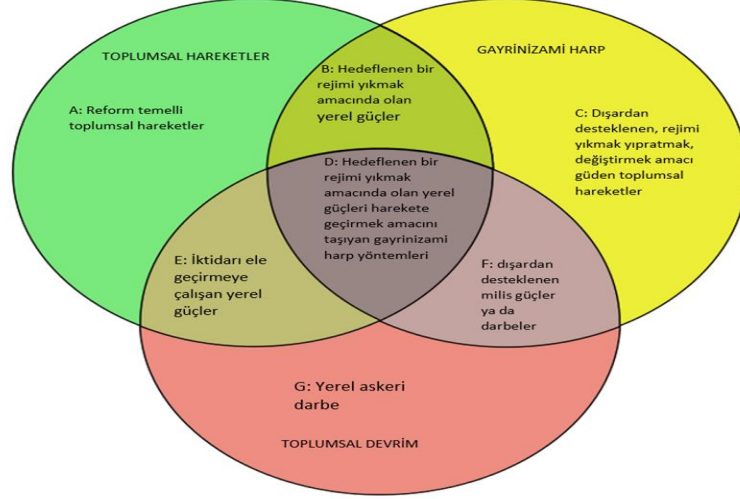 TOPLUMSAL HAREKETLER
GAYRİNİZAMİ HARP
A: Reform temelli
toplumsal hareketler
B: Hedeflenen bir
rejimi yıkmak
amacında olan
yerel güçler
C: Dışardan
desteklenen, rejimi
yıkmak yıpratmak,
değiştirmek amacı
güden toplumsal
hareketler
D: Hedeflenen bir
rejimi yıkmak
amacında olan yerel
güçleri harekete
geçirmek amacını
taşıyan gayrinizami
harp yöntemleri
E: İktidarı ele
geçirmeye
çalışan yerel
güçler
F: dışardan
desteklenen
milis güçler
ya da
darbeler
G: Yerel askeri
darbe
TOPLUMSAL DEVRİM